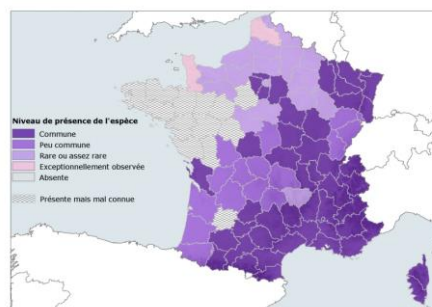 Niveau de présence de l'espèce
Commune
Peu commune
Rare ou assez rare
Exceptionnellement observée
Absente
Présente mais mal connue